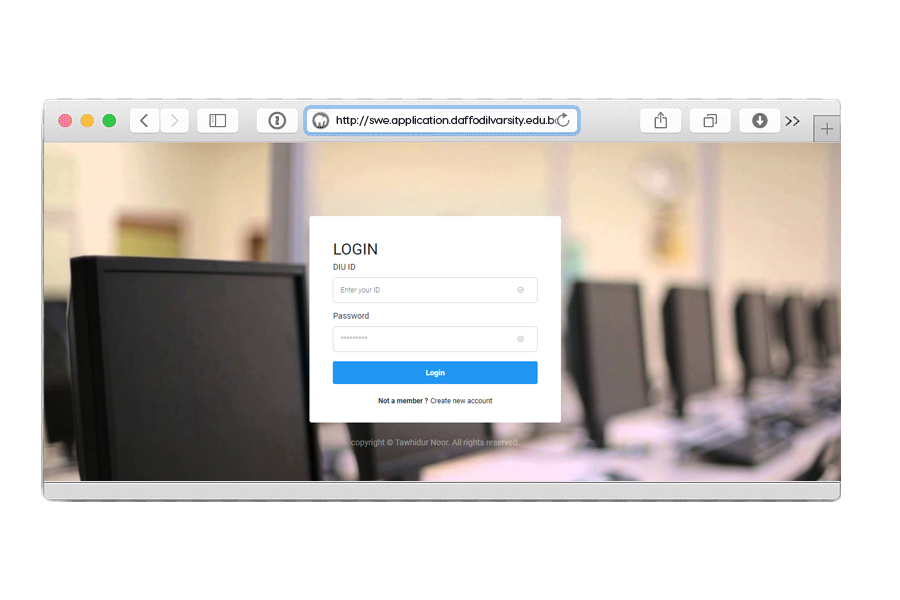 http://swe.application.daffodilvarsity.edu.b
LOGIN
DIU ID
Enter your ID
Password
*********
Login
Not a member ? Create new account
copyright © Tawhidur Noor. All rights reserved.